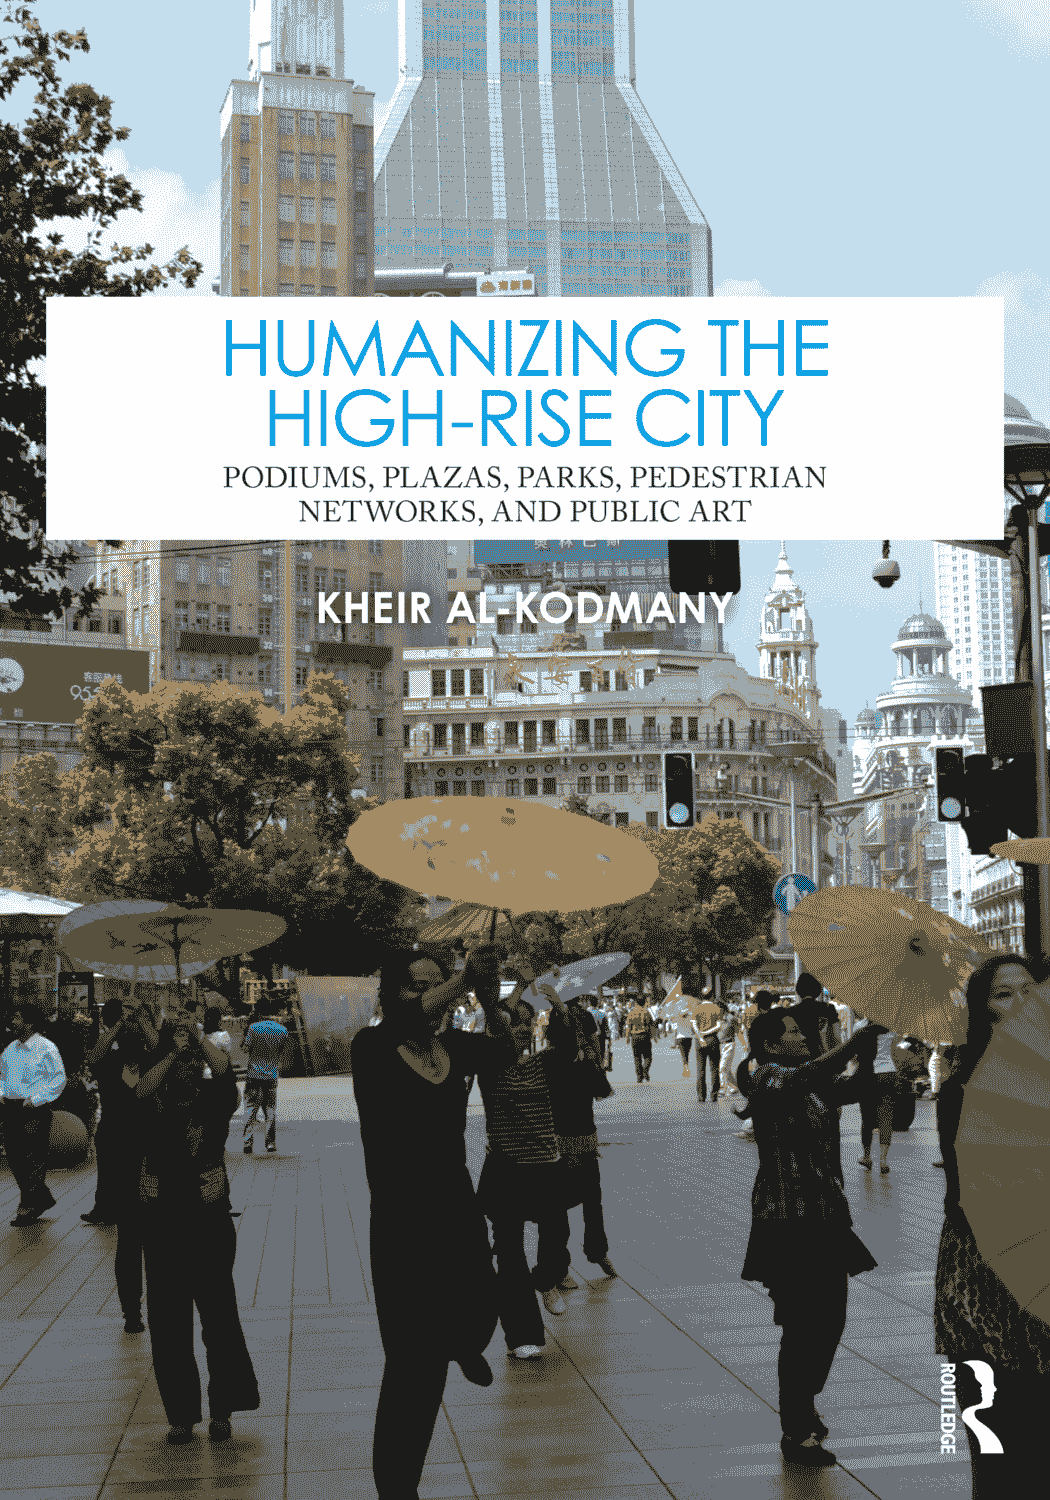 HUMANIZING THE
HIGH-RISE CITY
PODIUMS, PLAZAS, PARKS, PEDESTRIAN
NETWORKS, AND PUBLIC ART
KHEIR AL-KODMANY
ROUTLEDGE